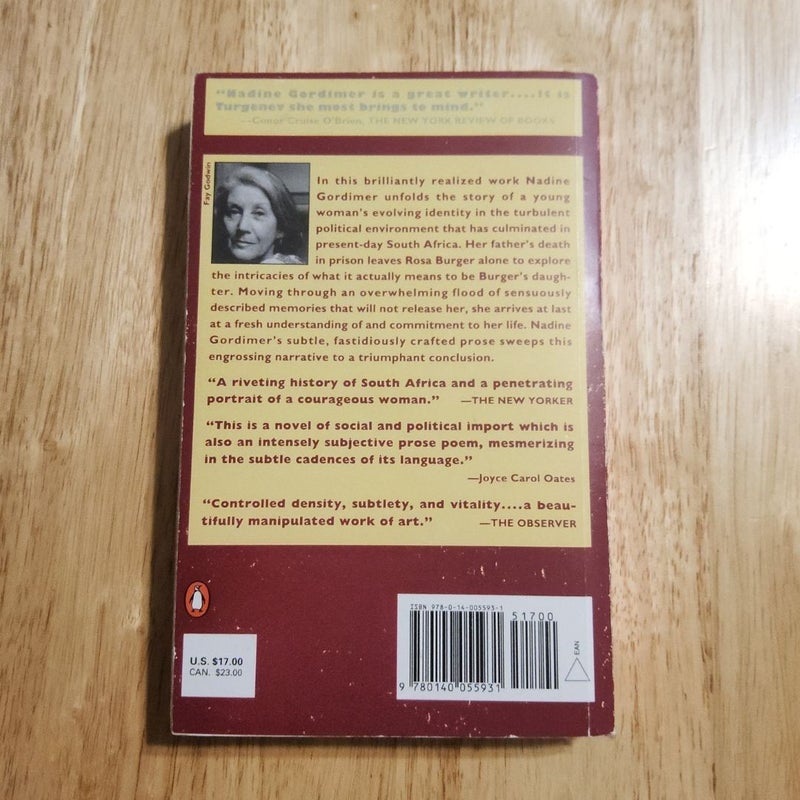 “Nadine Gordimer is a great writer....It is
Turgenev she most brings to mind.”
—Conor Cruise O'Brien, THE NEW YORK REVIEW OF BOOKS
Fay Godwin
In this brilliantly realized work Nadine
Gordimer unfolds the story of a young
woman's evolving identity in the turbulent
political environment that has culminated in
present-day South Africa. Her father's death
in prison leaves Rosa Burger alone to explore
the intricacies of what it actually means to be Burger's daugh-
ter. Moving through an overwhelming flood of sensuously
described memories that will not release her, she arrives at last
at a fresh understanding of and commitment to her life. Nadine
Gordimer's subtle, fastidiously crafted prose sweeps this
engrossing narrative to a triumphant conclusion.
“A riveting history of South Africa and a penetrating
portrait of a courageous woman.” —THE NEW YORKER
“This is a novel of social and political import which is
also an intensely subjective prose poem, mesmerizing
in the subtle cadences of its language.”
—Joyce Carol Oates
“Controlled density, subtlety, and vitality....a beau-
tifully manipulated work of art.” —THE OBSERVER
ISBN 978-0-14-005593-1
51700
EAN
9 780140 055931
U.S. $17.00
CAN. $23.00